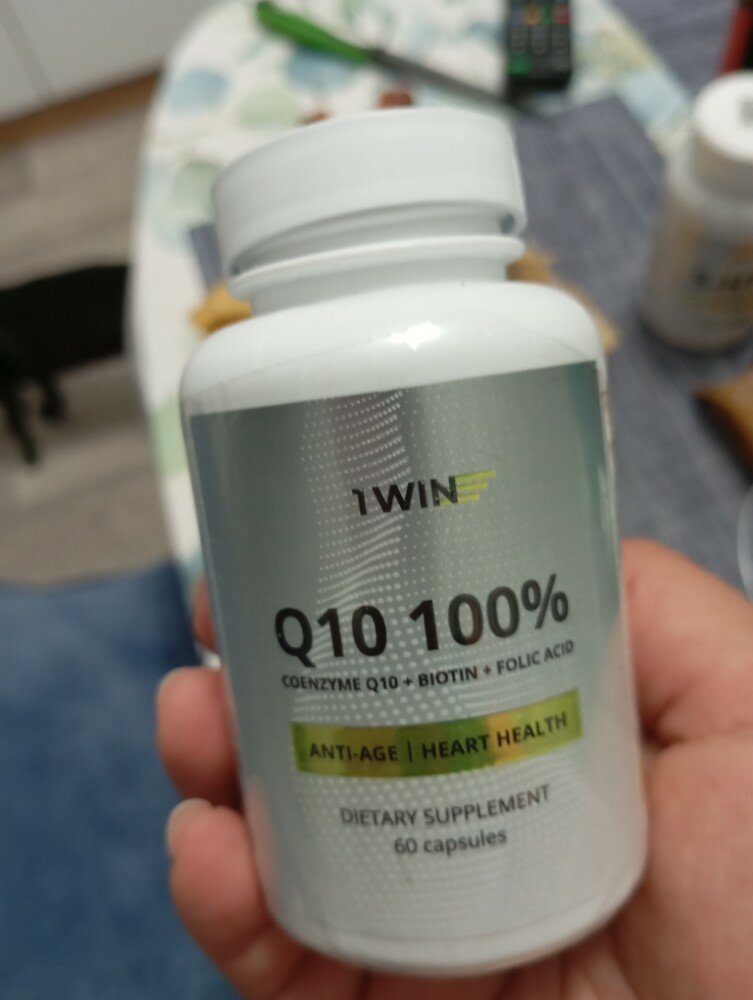 1WIN
Q10 100%
COENZYME Q10 + BIOTIN + FOLIC ACID
ANTI-AGE | HEART HEALTH
DIETARY SUPPLEMENT
60 capsules